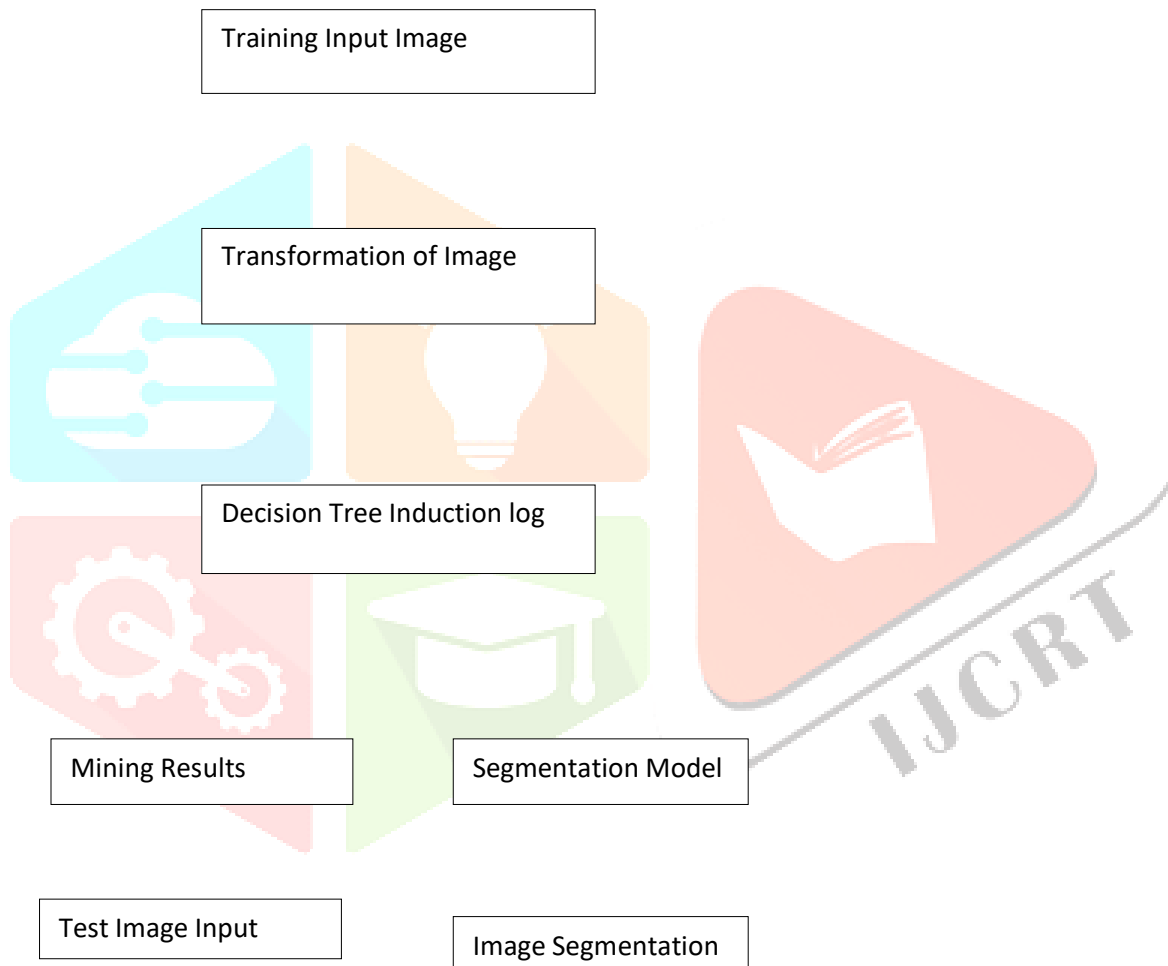 Training Input Image
Transformation of Image
Decision Tree Induction log
IJCRT
Mining Results
Segmentation Model
Test Image Input
Image Segmentation